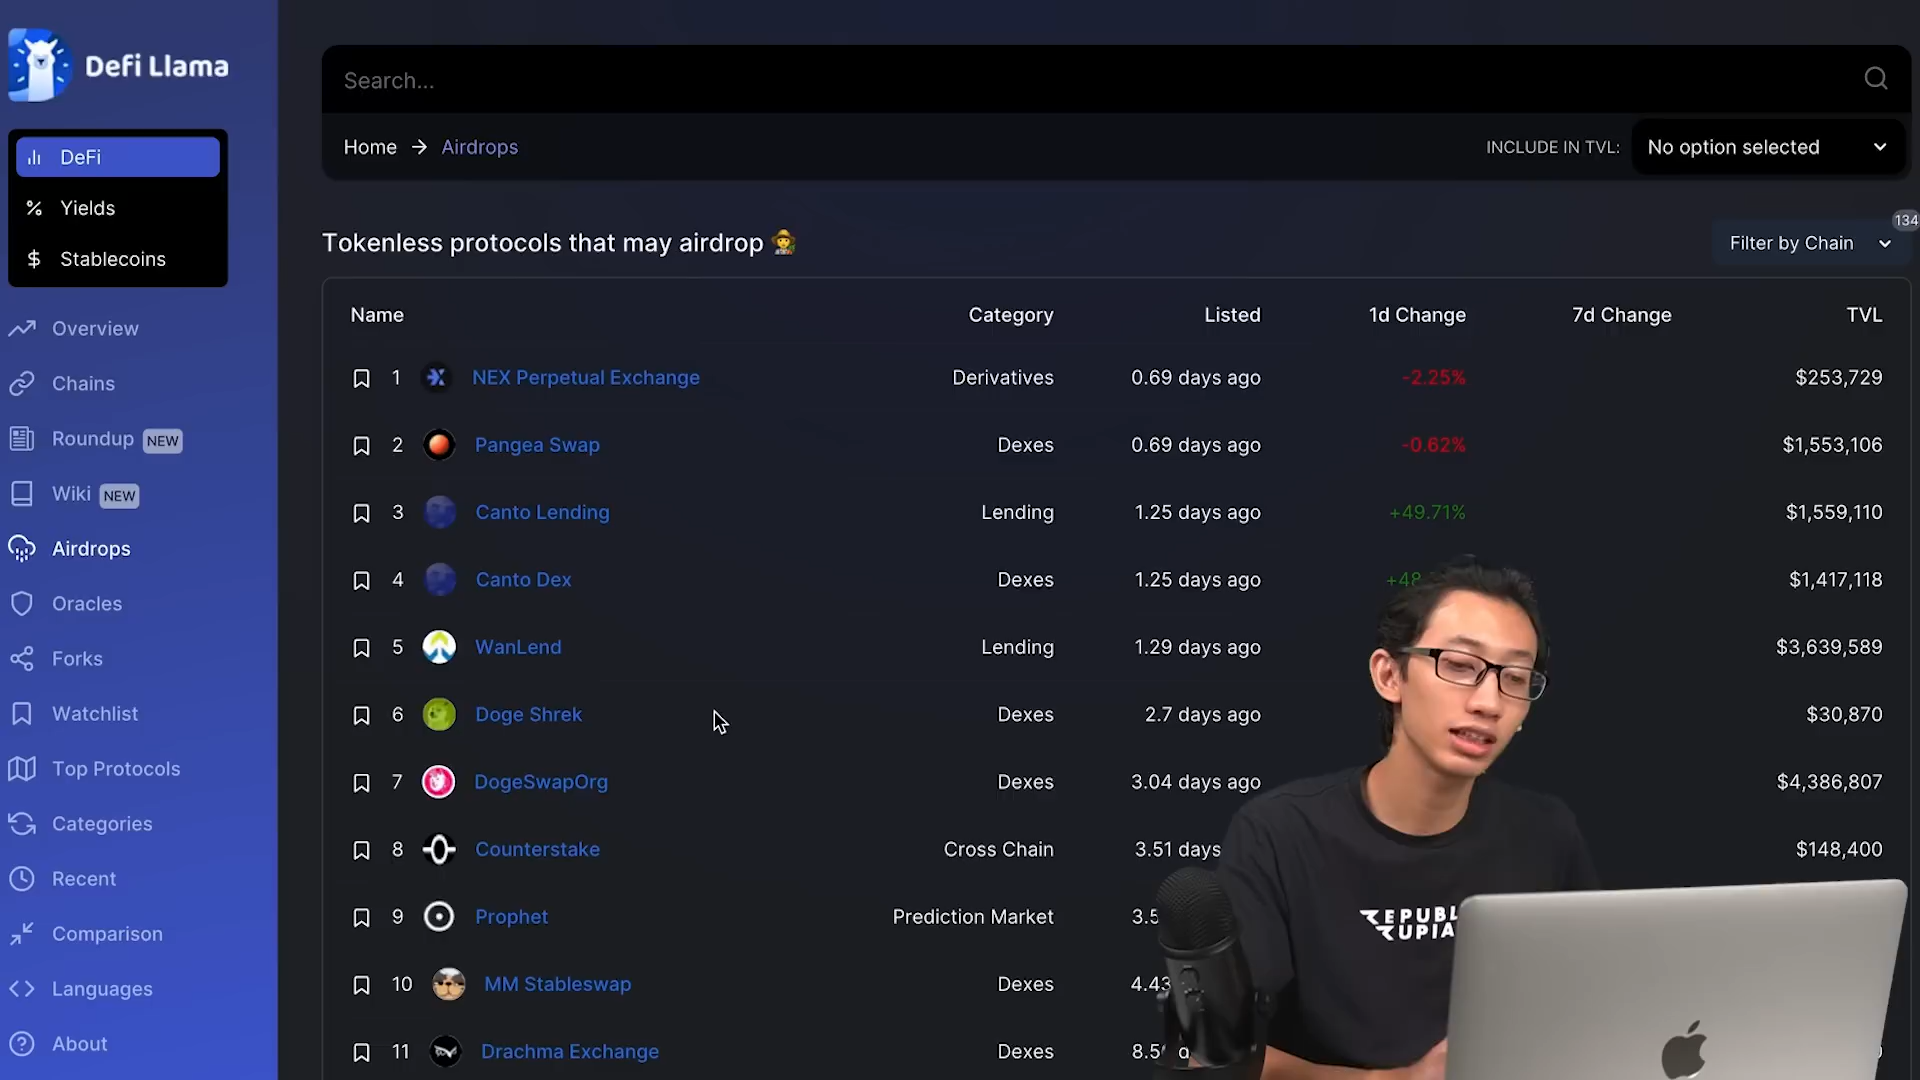 Defi Llama
DeFi
Yields
Stablecoins
Overview
Chains
Roundup NEW
Wiki NEW
Airdrops
Oracles
Forks
Watchlist
Top Protocols
Categories
Recent
Comparison
Languages
About
Search...
Home → Airdrops
INCLUDE IN TVL: No option selected
Tokenless protocols that may airdrop
134
Filter by Chain
Name Category Listed 1d Change 7d Change TVL
1 NEX Perpetual Exchange Derivatives 0.69 days ago -2.25% $253,729
2 Pangea Swap Dexes 0.69 days ago -0.62% $1,553,106
3 Canto Lending Lending 1.25 days ago +49.71% $1,559,110
4 Canto Dex Dexes 1.25 days ago +48 $1,417,118
5 WanLend Lending 1.29 days ago $3,639,589
6 Doge Shrek Dexes 2.7 days ago $30,870
7 DogeSwapOrg Dexes 3.04 days ago $4,386,807
8 Counterstake Cross Chain 3.51 days $148,400
9 Prophet Prediction Market 3.5
10 MM Stableswap Dexes 4.43
11 Drachma Exchange Dexes 8.5